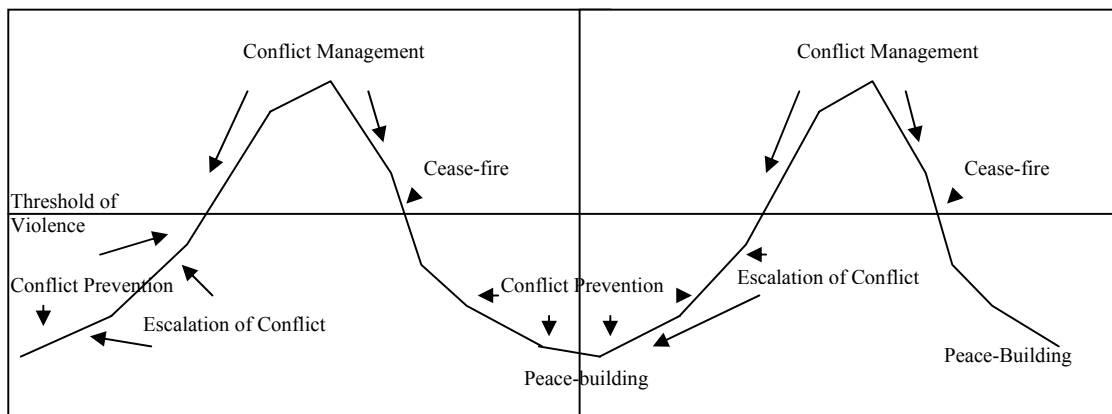 Conflict Management
Conflict Management
Cease-fire
Cease-fire
Threshold of
Violence
Conflict Prevention
Conflict Prevention
Escalation of Conflict
Escalation of Conflict
Peace-building
Peace-Building